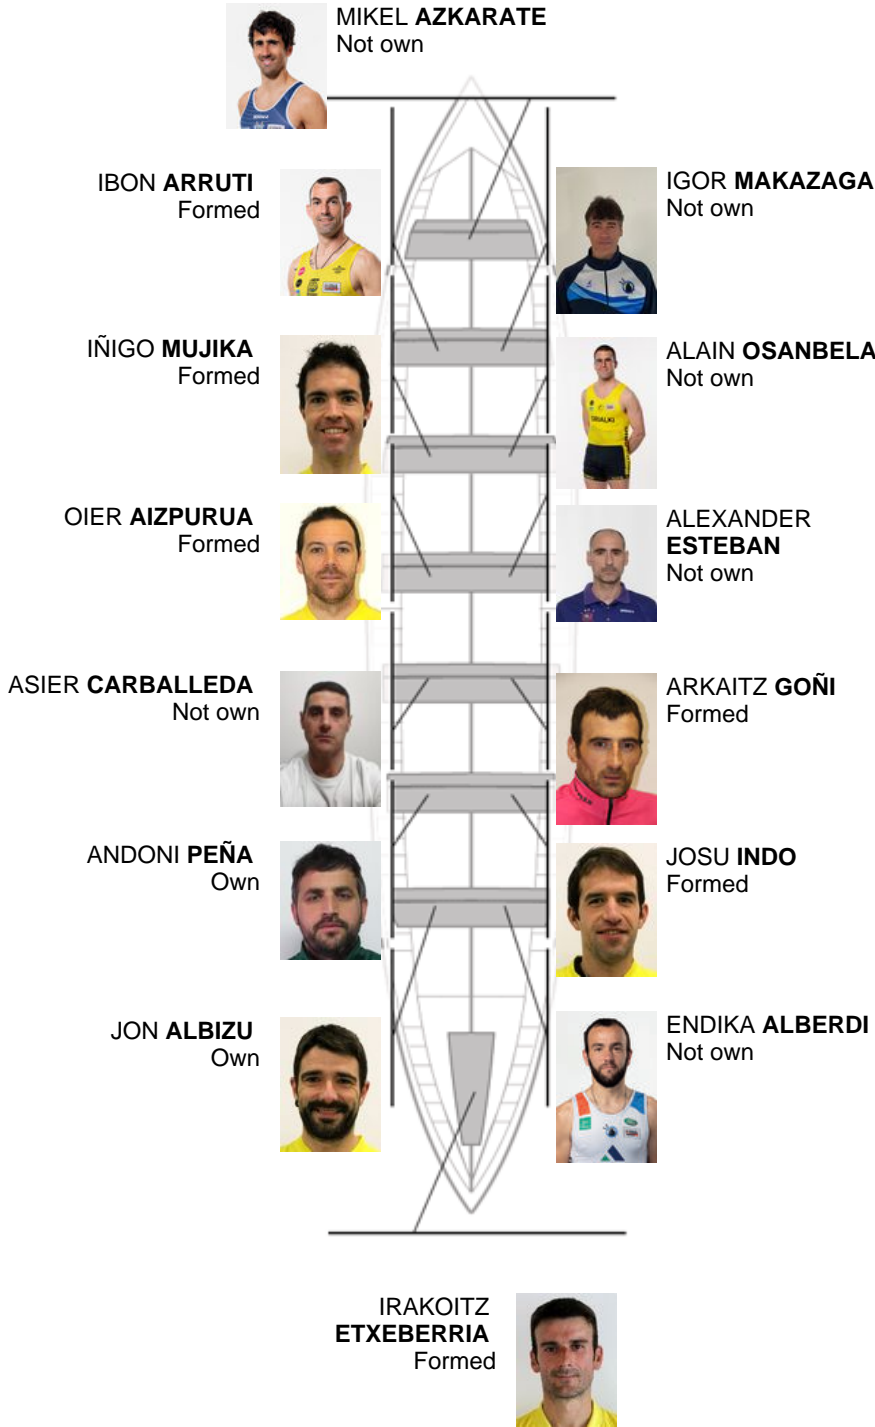 MIKEL AZKARATE
Not own
IBON ARRUTI
Formed
IGOR MAKAZAGA
Not own
IÑIGO MUJIKA
Formed
ALAIN OSANBELA
Not own
OIER AIZPURUA
Formed
ALEXANDER
ESTEBAN
Not own
ASIER CARBALLEDA
Not own
ARKAITZ GOÑI
Formed
ANDONI PEÑA
Own
JOSU INDO
Formed
JON ALBIZU
Own
ENDIKA ALBERDI
Not own
IRAKOITZ
ETXEBERRIA
Formed